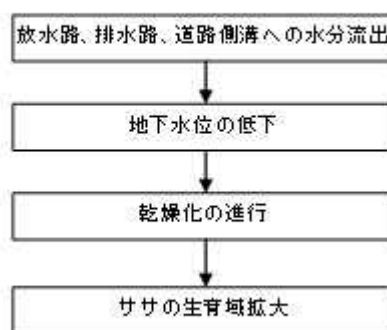 放水路、排水路、道路側溝への水分流出
地下水位の低下
乾燥化の進行
ササの生育域拡大